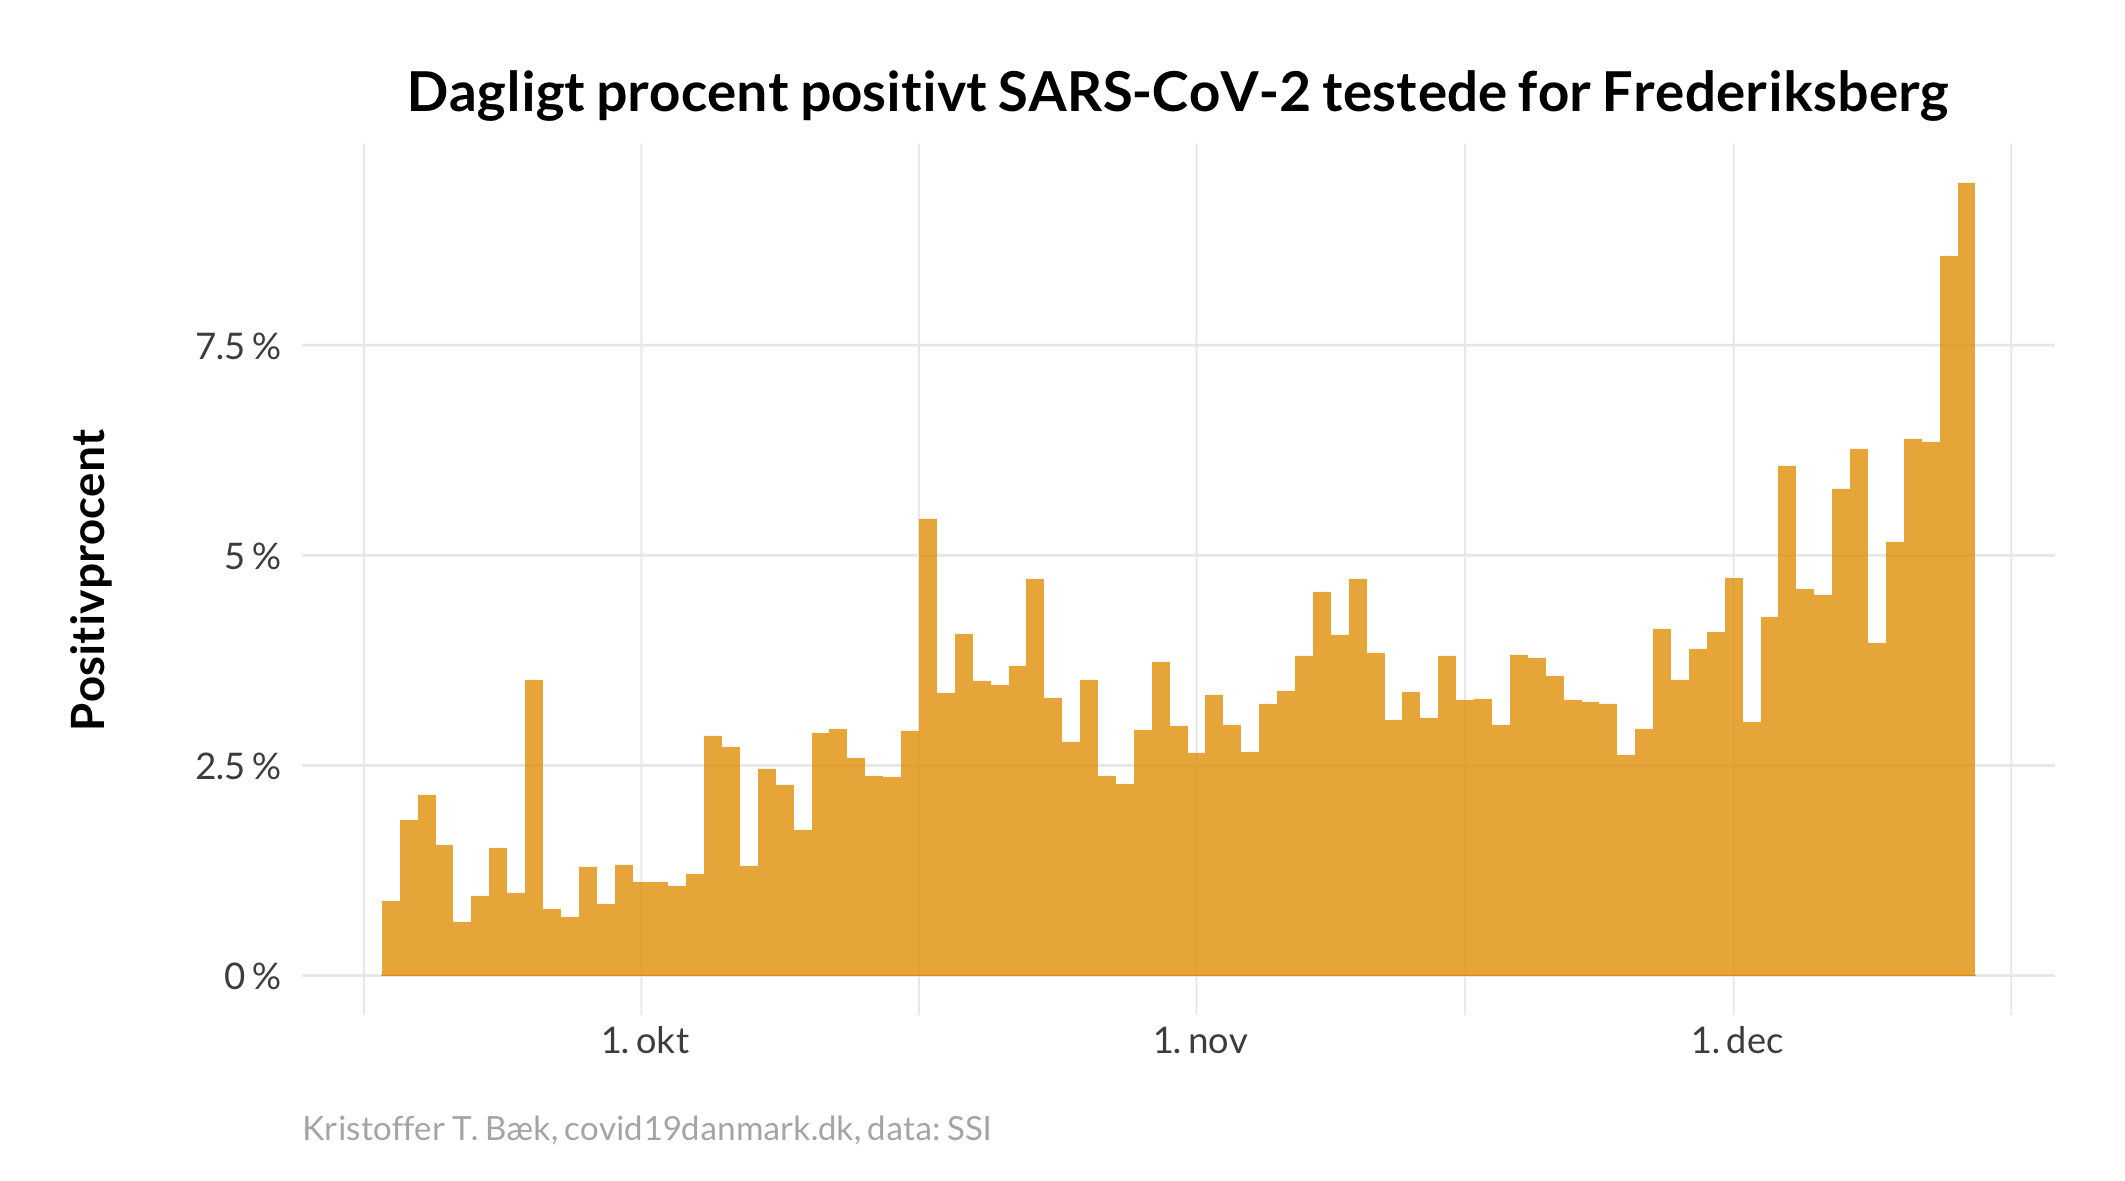 Dagligt procent positivt SARS-CoV-2 testede for Frederiksberg
Positivprocent
7.5 %
5 %
2.5 %
0 %
1. okt
1. nov
1. dec
Kristoffer T. Bæk, covid19danmark.dk, data: SSI